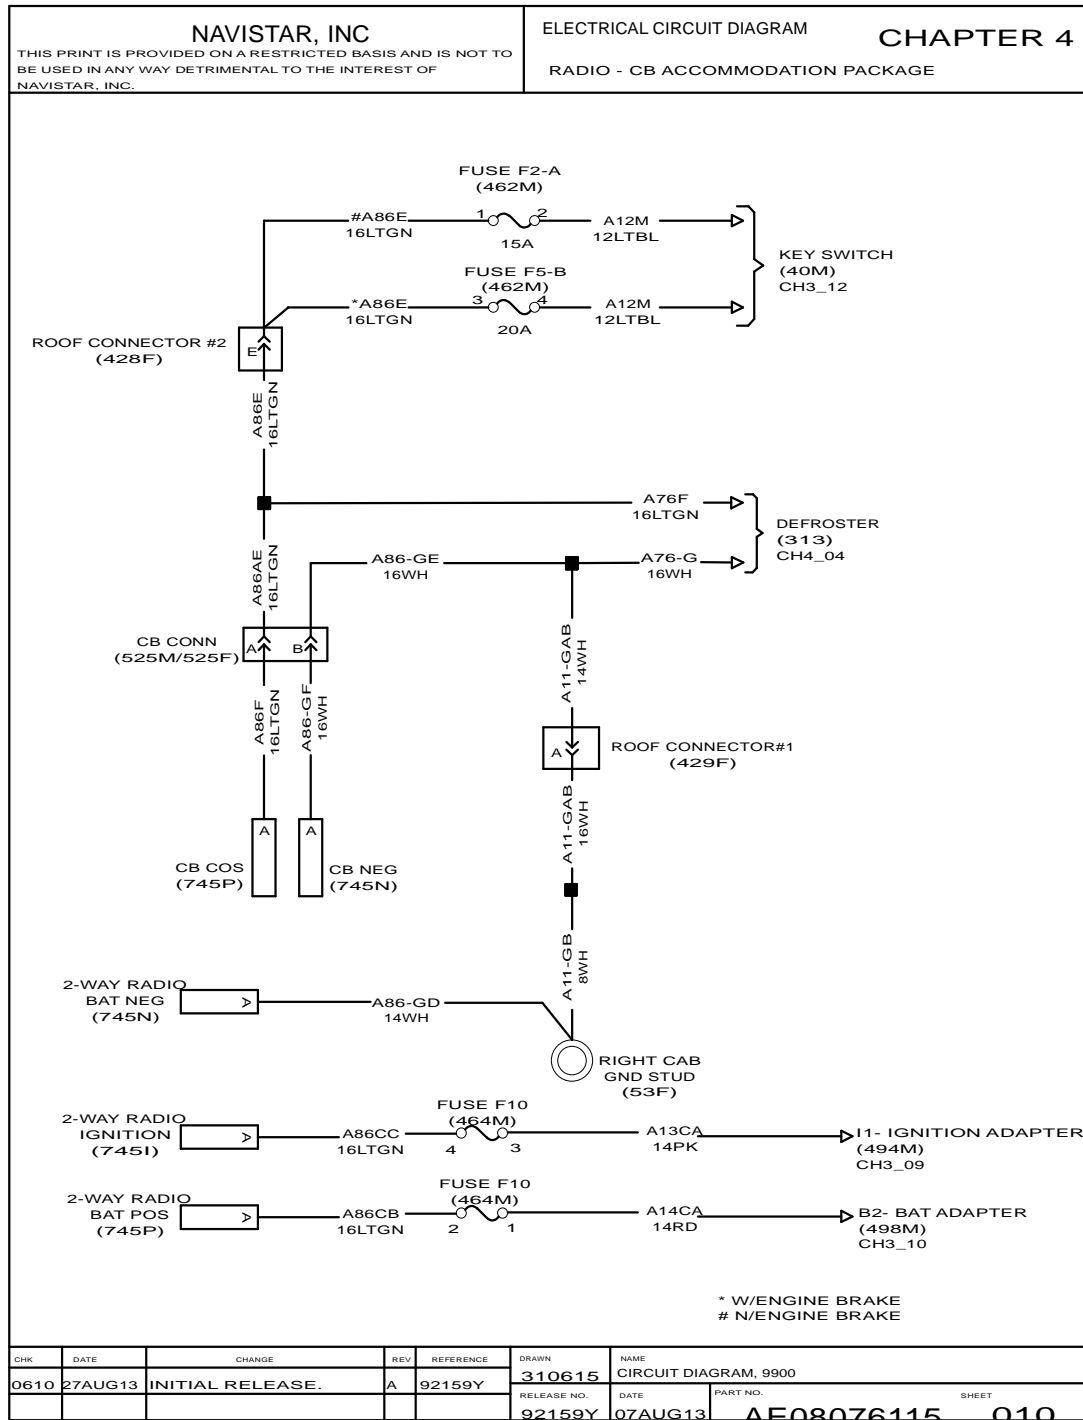 NAVISTAR, INC
THIS PRINT IS PROVIDED ON A RESTRICTED BASIS AND IS NOT TO
BE USED IN ANY WAY DETRIMENTAL TO THE INTEREST OF
NAVISTAR, INC.
ELECTRICAL CIRCUIT DIAGRAM
CHAPTER 4
RADIO - CB ACCOMMODATION PACKAGE
FUSE F2-A
(462M)
#A86E
16LTGN
1
2
15A
A12M
12LTBL
FUSE F5-B
(462M)
*A86E
16LTGN
3
4
20A
A12M
12LTBL
KEY SWITCH
(40M)
CH3_12
ROOF CONNECTOR #2
(428F)
E
A86E
16LTGN
A76F
16LTGN
DEFROSTER
(313)
CH4_04
A86-GE
16WH
A76-G
16WH
A86AE
16LTGN
CB CONN
(525M/525F)
A
B
A11-GAB
14WH
A86F
16LTGN
A86-GF
16WH
A
ROOF CONNECTOR#1
(429F)
A11-GAB
16WH
A
A
CB COS
(745P)
CB NEG
(745N)
A11-GB
8WH
2-WAY RADIO
BAT NEG
(745N)
A
A86-GD
14WH
RIGHT CAB
GND STUD
(53F)
2-WAY RADIO
IGNITION
(745I)
A
A86CC
16LTGN
FUSE F10
(464M)
4
3
A13CA
14PK
I1- IGNITION ADAPTER
(494M)
CH3_09
2-WAY RADIO
BAT POS
(745P)
A
A86CB
16LTGN
FUSE F10
(464M)
2
1
A14CA
14RD
B2- BAT ADAPTER
(498M)
CH3_10
* W/ENGINE BRAKE
# N/ENGINE BRAKE
CHK DATE CHANGE REV REFERENCE
0610 27AUG13 INITIAL RELEASE. A 92159Y
DRAWN
310615
NAME
CIRCUIT DIAGRAM, 9900
RELEASE NO.
92159Y
DATE
07AUG13
PART NO.
AE08076115
SHEET
010